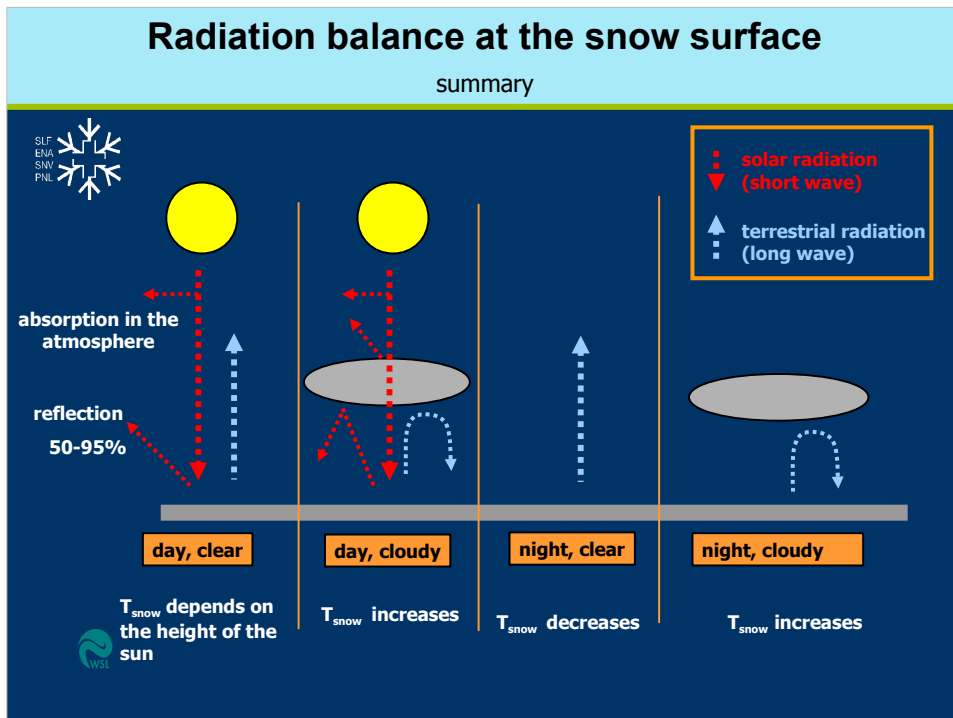 Radiation balance at the snow surface
summary
SLF
ENA
SNV
PNL
solar radiation
(short wave)
terrestrial radiation
(long wave)
absorption in the
atmosphere
reflection
50-95%
day, clear
day, cloudy
night, clear
night, cloudy
Tsnow depends on
the height of the
sun
Tsnow increases
Tsnow decreases
Tsnow increases
WSL